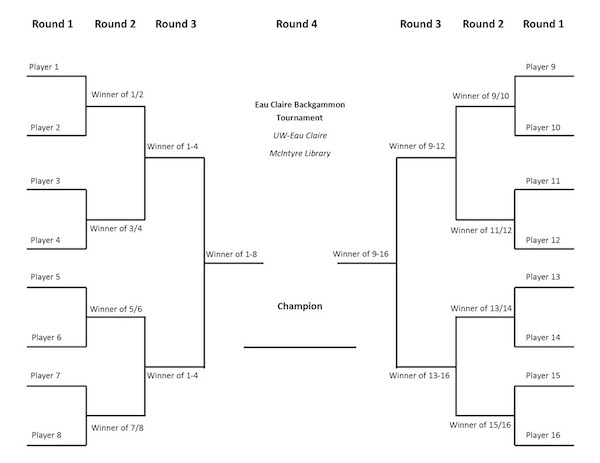 Round 1 Round 2 Round 3 Round 4 Round 3 Round 2 Round 1
Player 1
Winner of 1/2
Player 2
Winner of 1-4
Player 3
Winner of 3/4
Player 4
Winner of 1-8
Player 5
Winner of 5/6
Player 6
Winner of 1-4
Player 7
Winner of 7/8
Player 8
Eau Claire Backgammon
Tournament
UW-Eau Claire
McIntyre Library
Champion
Player 9
Winner of 9/10
Player 10
Winner of 9-12
Player 11
Winner of 11/12
Player 12
Winner of 9-16
Player 13
Winner of 13/14
Player 14
Winner of 13-16
Player 15
Winner of 15/16
Player 16